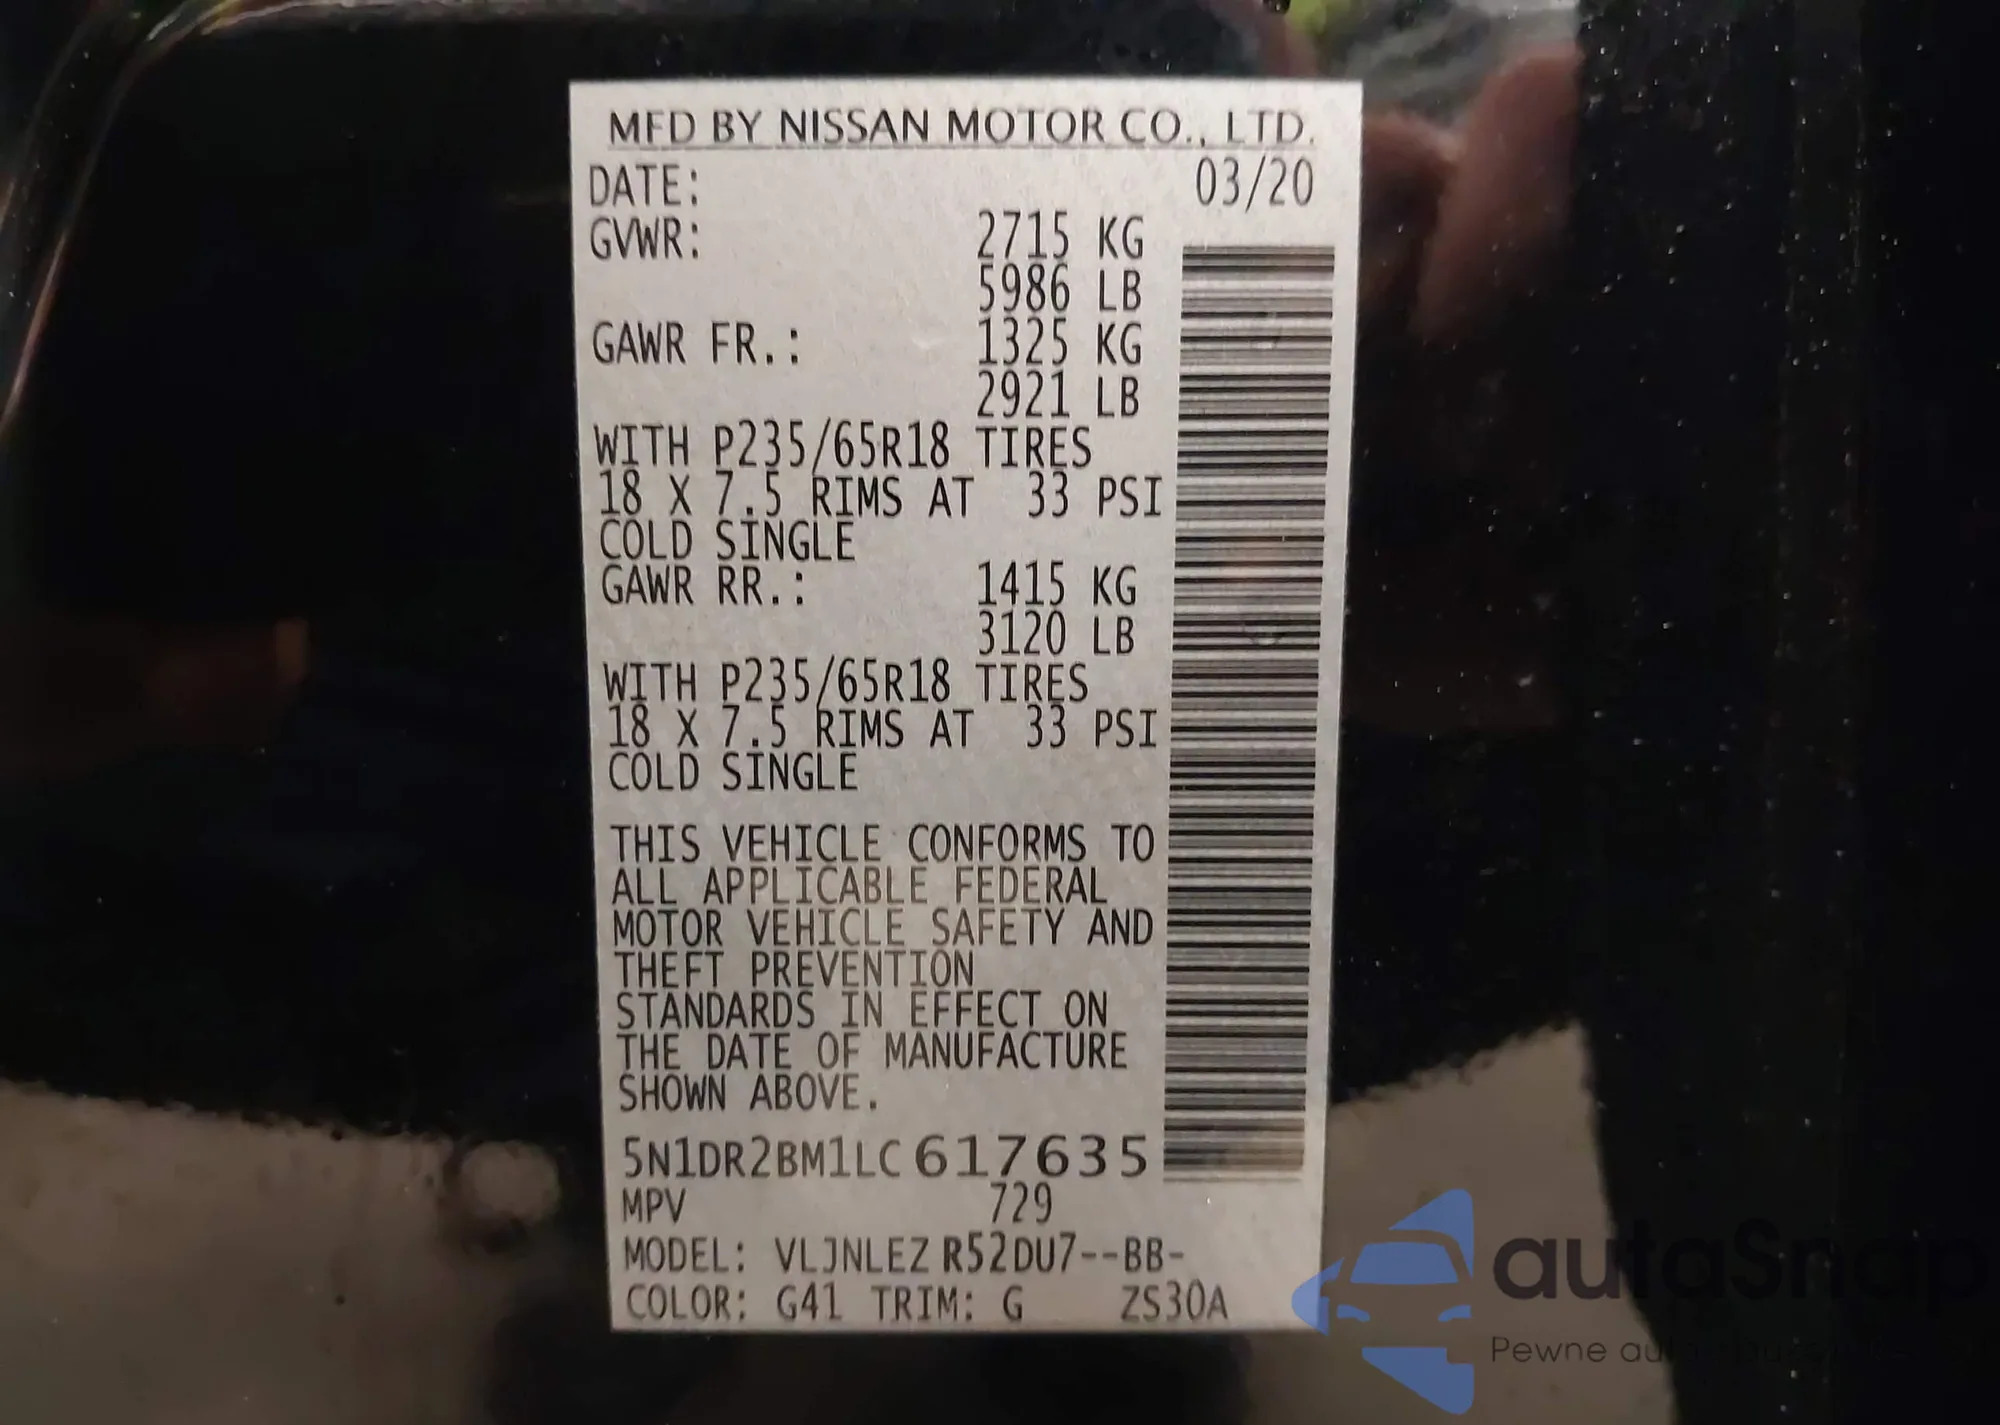 MFD BY NISSAN MOTOR CO., LTD.
DATE: 03/20
GVWR: 2715 KG
5986 LB
GAWR FR.: 1325 KG
2921 LB
WITH P235/65R18 TIRES
18 X 7.5 RIMS AT 33 PSI
COLD SINGLE
GAWR RR.: 1415 KG
3120 LB
WITH P235/65R18 TIRES
18 X 7.5 RIMS AT 33 PSI
COLD SINGLE
THIS VEHICLE CONFORMS TO
ALL APPLICABLE FEDERAL
MOTOR VEHICLE SAFETY AND
THEFT PREVENTION
STANDARDS IN EFFECT ON
THE DATE OF MANUFACTURE
SHOWN ABOVE.
5N1DR2BM1LC617635
MPV 729
MODEL: VLJNLEZ R52DU7--BB-
COLOR: G41 TRIM: G ZS30A
autaSnap
Pewne